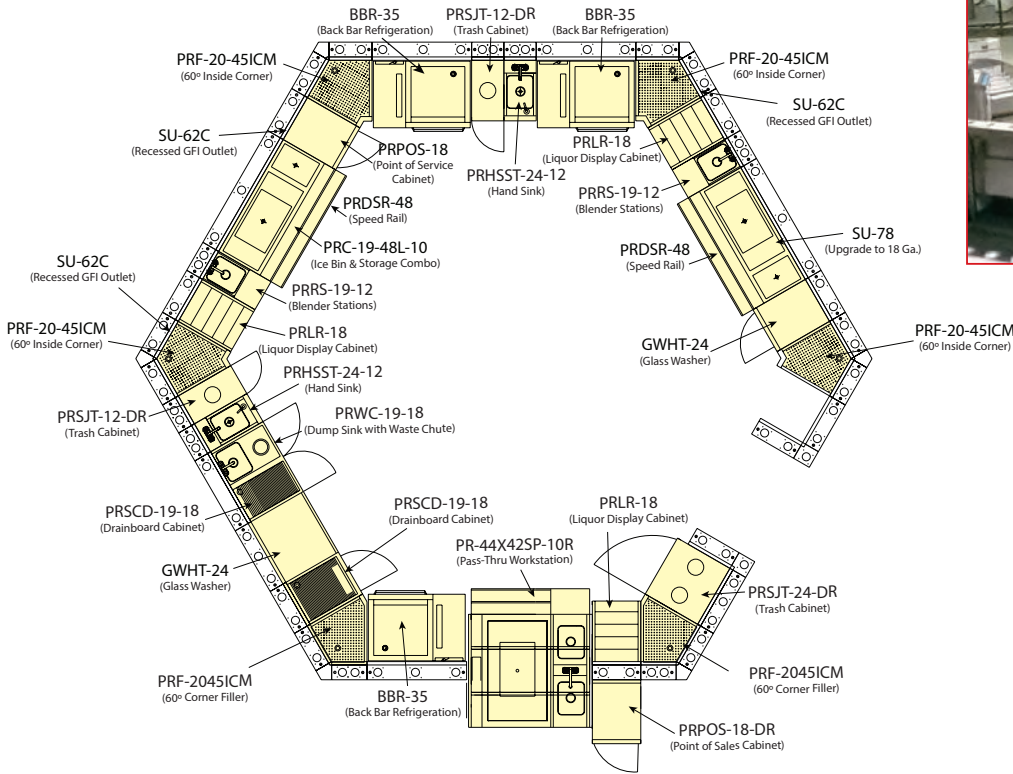 BBR-35
(Back Bar Refrigeration)
PRSJT-12-DR
(Trash Cabinet)
BBR-35
(Back Bar Refrigeration)
PRF-20-45ICM
(60º Inside Corner)
PRF-20-45ICM
(60º Inside Corner)
SU-62C
(Recessed GFI Outlet)
SU-62C
(Recessed GFI Outlet)
PRPOS-18
(Point of Service
Cabinet)
PRHSST-24-12
(Hand Sink)
PRLR-18
(Liquor Display Cabinet)
PRRS-19-12
(Blender Stations)
PRDSR-48
(Speed Rail)
PRC-19-48L-10
(Ice Bin & Storage Combo)
PRDSR-48
(Speed Rail)
SU-78
(Upgrade to 18 Ga.)
SU-62C
(Recessed GFI Outlet)
PRRS-19-12
(Blender Stations)
PRF-20-45ICM
(60º Inside Corner)
PRLR-18
(Liquor Display Cabinet)
GWHT-24
(Glass Washer)
PRF-20-45ICM
(60º Inside Corner)
PRHSST-24-12
(Hand Sink)
PRSJT-12-DR
(Trash Cabinet)
PRWC-19-18
(Dump Sink with Waste Chute)
PRSCD-19-18
(Drainboard Cabinet)
PRSCD-19-18
(Drainboard Cabinet)
PRLR-18
(Liquor Display Cabinet)
PR-44X42SP-10R
(Pass-Thru Workstation)
GWHT-24
(Glass Washer)
PRSJT-24-DR
(Trash Cabinet)
PRF-2045ICM
(60º Corner Filler)
BBR-35
(Back Bar Refrigeration)
PRF-2045ICM
(60º Corner Filler)
PRPOS-18-DR
(Point of Sales Cabinet)